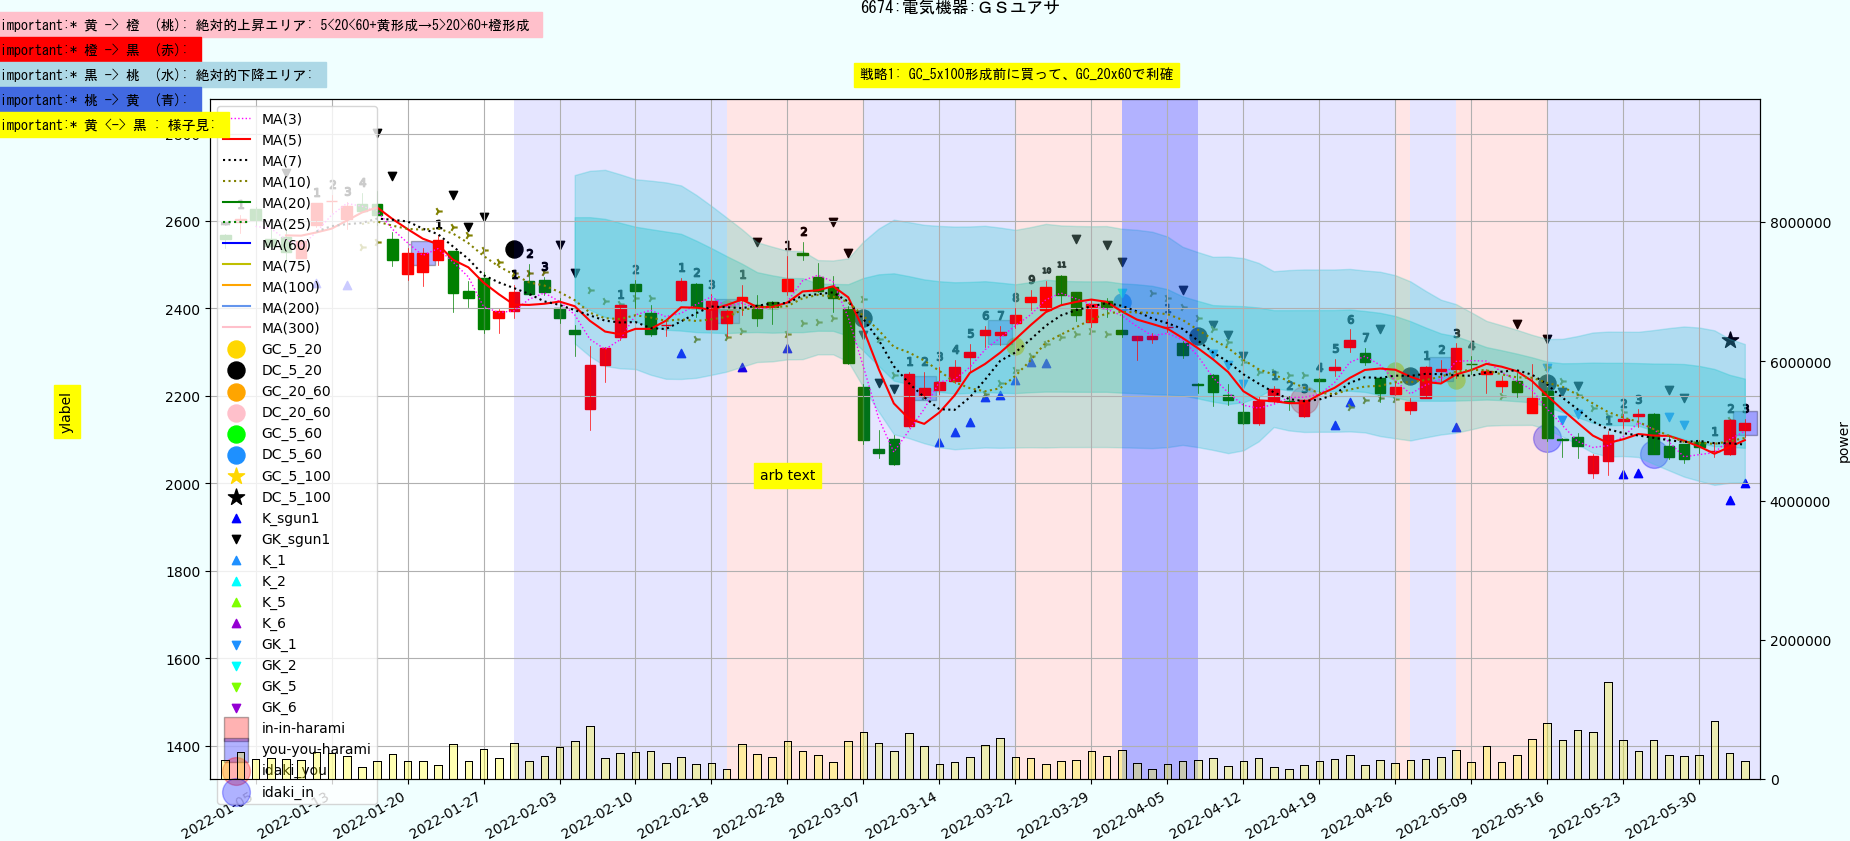 6674:電気機器:GSユアサ
important:* 黄 -> 橙 (桃): 絶対的上昇エリア: 5<20<60+黄形成→5>20>60+橙形成
important:* 橙 -> 黒 (赤):
important:* 黒 -> 桃 (水): 絶対的下降エリア:
戦略1: GC_5x100形成前に買って、GC_20x60で利確
important:* 桃 -> 黄 (青):
important:* 黄 <-> 黒 : 様子見:
MA(3)
MA(5)
MA(7)
MA(10)
MA(20)
MA(25)
MA(60)
MA(75)
MA(100)
MA(200)
MA(300)
GC_5_20
DC_5_20
GC_20_60
DC_20_60
GC_5_60
DC_5_60
GC_5_100
DC_5_100
K_sgun1
GK_sgun1
K_1
K_2
K_5
K_6
GK_1
GK_2
GK_5
GK_6
in-in-harami
you-you-harami
idaki_you
idaki_in
2800
2600
2400
2200
2000
1800
1600
1400
ylabel
arb text
8000000
6000000
4000000
2000000
0
power
2022-01-05
2022-01-13
2022-01-20
2022-01-27
2022-02-03
2022-02-10
2022-02-18
2022-02-28
2022-03-07
2022-03-14
2022-03-22
2022-03-29
2022-04-05
2022-04-12
2022-04-19
2022-04-26
2022-05-09
2022-05-16
2022-05-23
2022-05-30